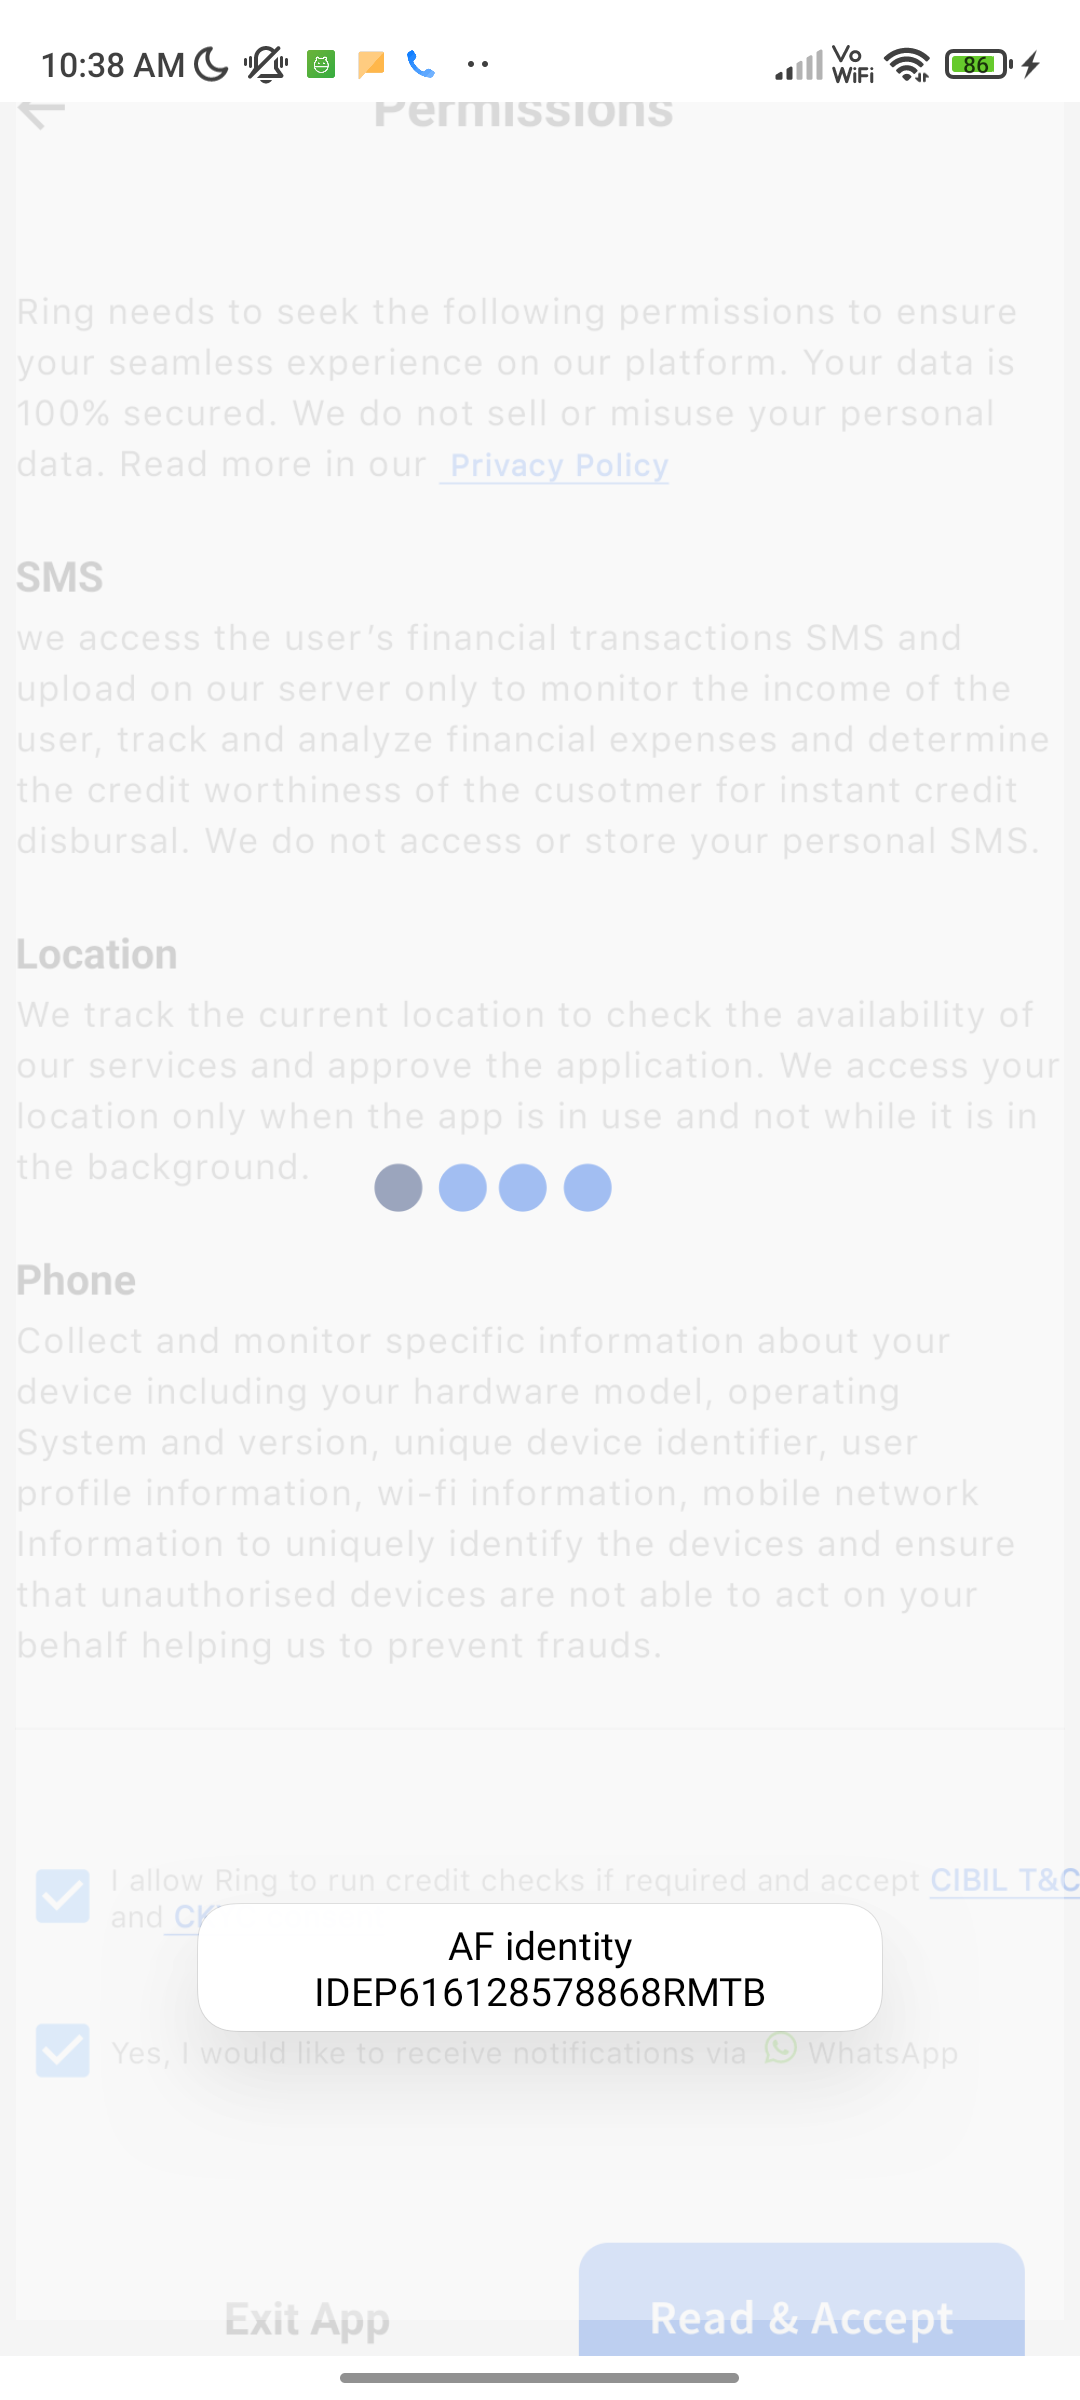 10:38 AM
Vo
WiFi
86
Permissions
Ring needs to seek the following permissions to ensure
your seamless experience on our platform. Your data is
100% secured. We do not sell or misuse your personal
data. Read more in our Privacy Policy
SMS
we access the user's financial transactions SMS and
upload on our server only to monitor the income of the
user, track and analyze financial expenses and determine
the credit worthiness of the cusotmer for instant credit
disbursal. We do not access or store your personal SMS.
Location
We track the current location to check the availability of
our services and approve the application. We access your
location only when the app is in use and not while it is in
the background.
Phone
Collect and monitor specific information about your
device including your hardware model, operating
System and version, unique device identifier, user
profile information, wi-fi information, mobile network
Information to uniquely identify the devices and ensure
that unauthorised devices are not able to act on your
behalf helping us to prevent frauds.
I allow Ring to run credit checks if required and accept CIBIL T&C
and
AF identity
IDEP616128578868RMTB
Yes, I would like to receive notifications via WhatsApp
Exit App
Read & Accept